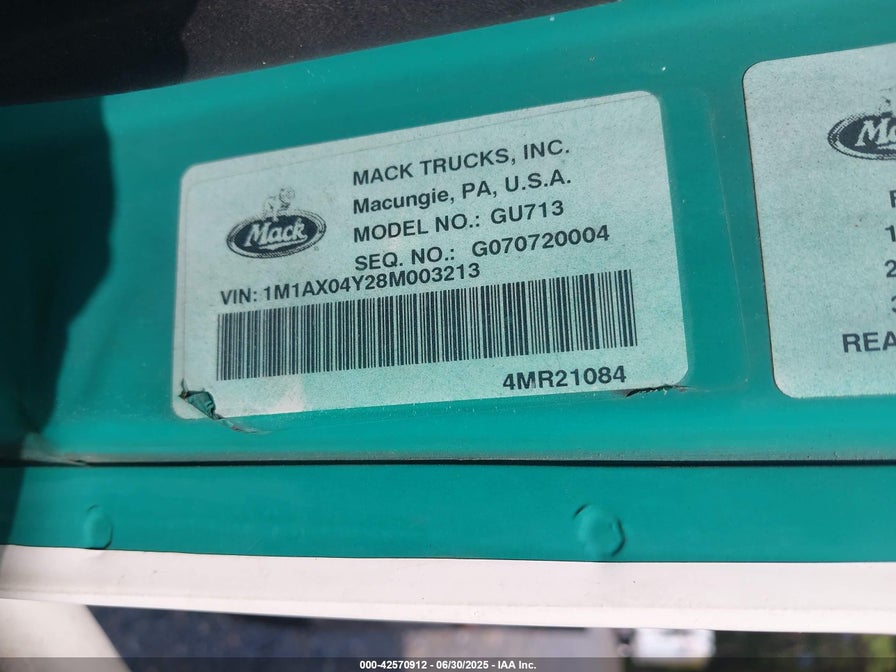 MACK TRUCKS, INC.
Macungie, PA, U.S.A.
Mack
MODEL NO.: GU713
SEQ. NO.: G070720004
VIN: 1M1AX04Y28M003213
4MR21084
REA
000-42570912 - 06/30/2025 - IAA Inc.